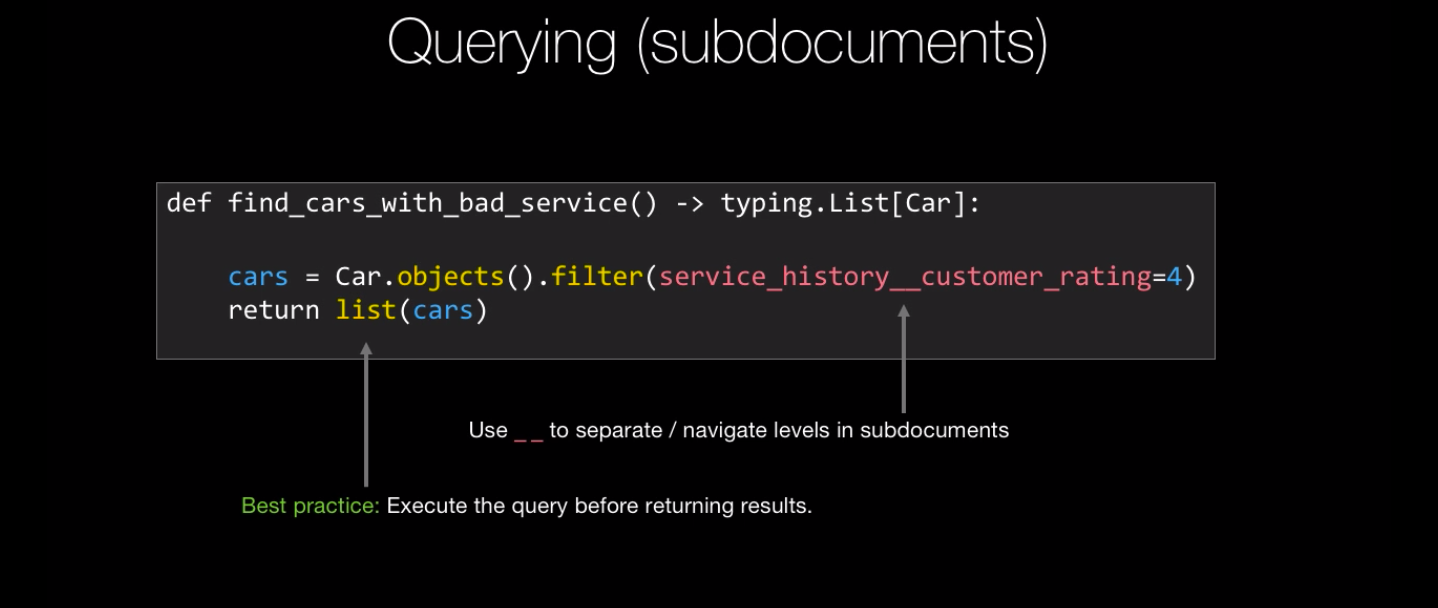 Querying (subdocuments)
def find_cars_with_bad_service() -> typing.List[Car]:
cars = Car.objects().filter(service_history__customer_rating=4)
return list(cars)
Use __ to separate / navigate levels in subdocuments
Best practice: Execute the query before returning results.